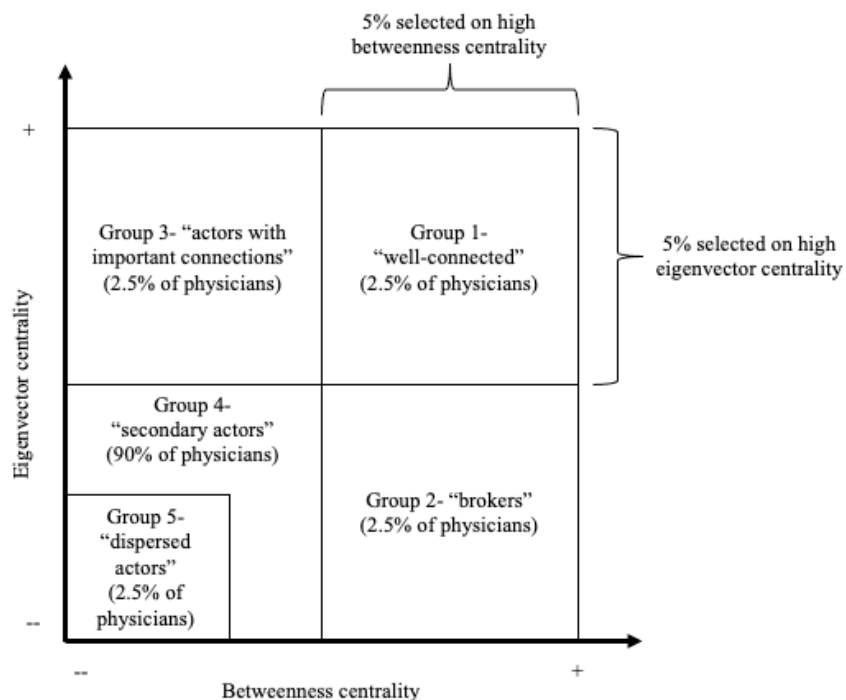 5% selected on high
betweenness centrality
+
Group 3- “actors with
important connections”
(2.5% of physicians)
Group 1-
“well-connected”
(2.5% of physicians)
5% selected on high
eigenvector centrality
Eigenvector centrality
Group 4-
“secondary actors”
(90% of physicians)
Group 2- “brokers”
(2.5% of physicians)
Group 5-
“dispersed
actors”
(2.5% of
physicians)
--
--
+
Betweenness centrality